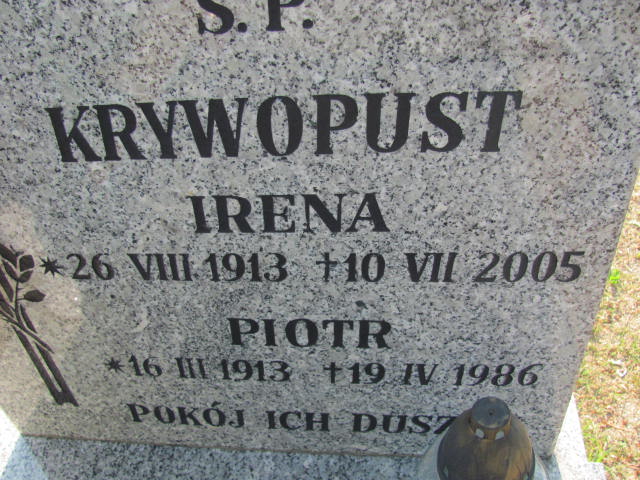 Ś. P.
KRYWOPUST
IRENA
*26 VIII 1913 †10 VII 2005
PIOTR
*16 III 1913 †19 IV 1986
POKÓJ ICH